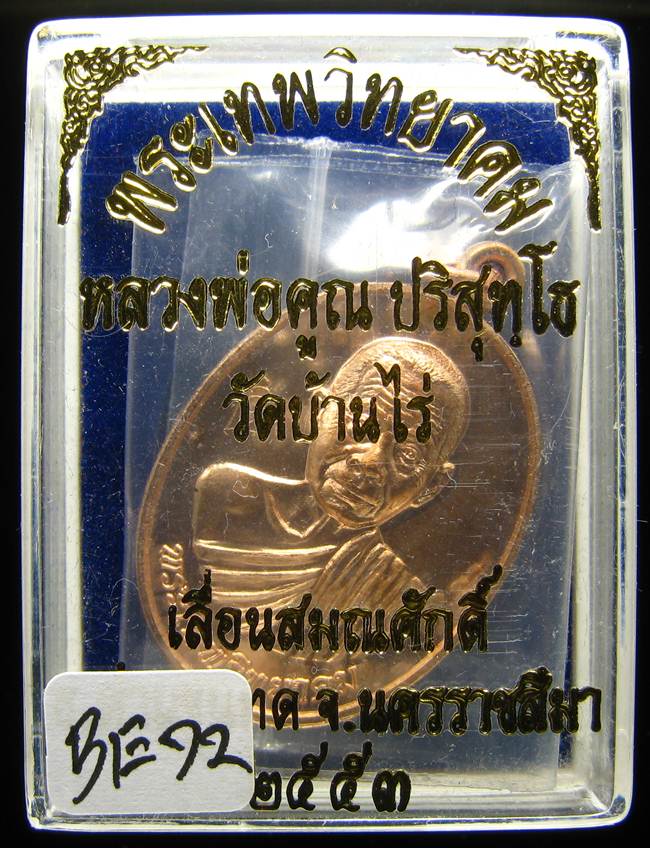 พระเทพวิทยาคม
หลวงพ่อคูณ ปริสุทฺโธ
วัดบ้านไร่
เลื่อนสมณศักดิ์
จ.นครราชสีมา
๒๕๕๓